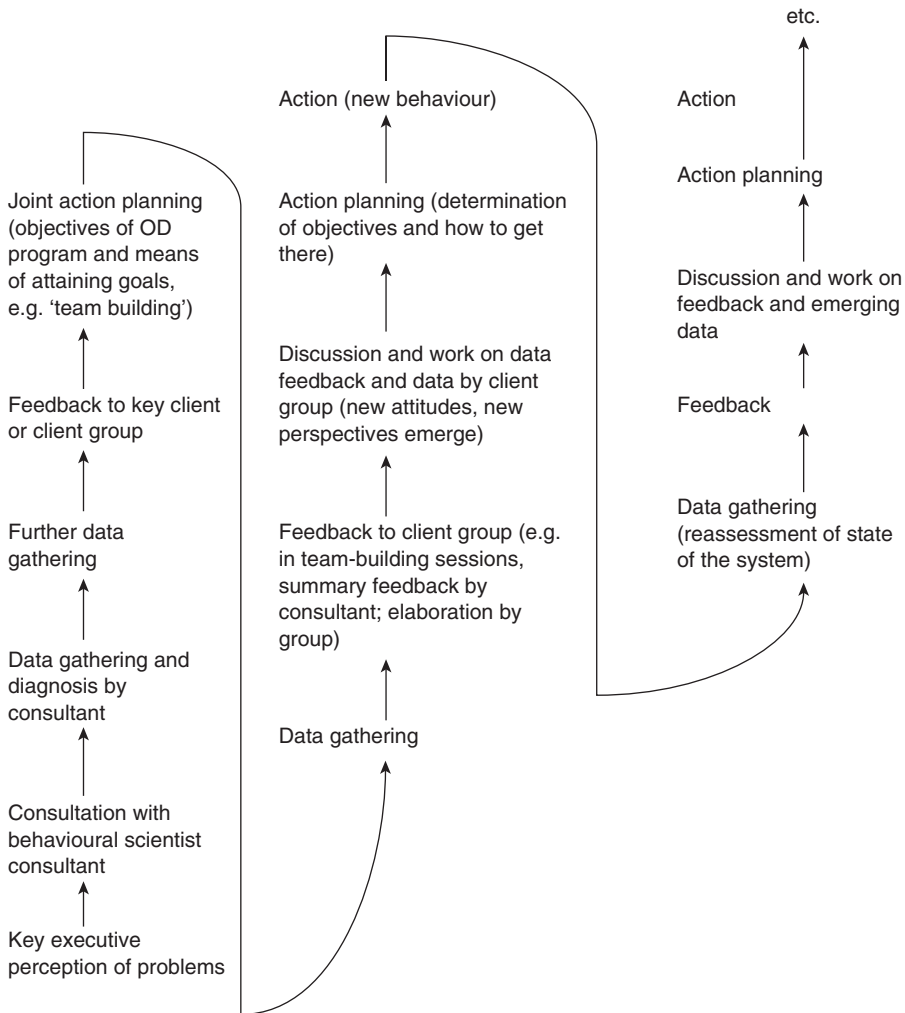 Key executive
perception of problems
Consultation with
behavioural scientist
consultant
Data gathering and
diagnosis by
consultant
Further data
gathering
Feedback to key client
or client group
Joint action planning
(objectives of OD
program and means
of attaining goals,
e.g. ‘team building’)
Data gathering
Feedback to client group (e.g.
in team-building sessions,
summary feedback by
consultant; elaboration by
group)
Discussion and work on data
feedback and data by client
group (new attitudes, new
perspectives emerge)
Action planning (determination
of objectives and how to get
there)
Action (new behaviour)
Data gathering
(reassessment of state
of the system)
Feedback
Discussion and work on
feedback and emerging
data
Action planning
Action
etc.